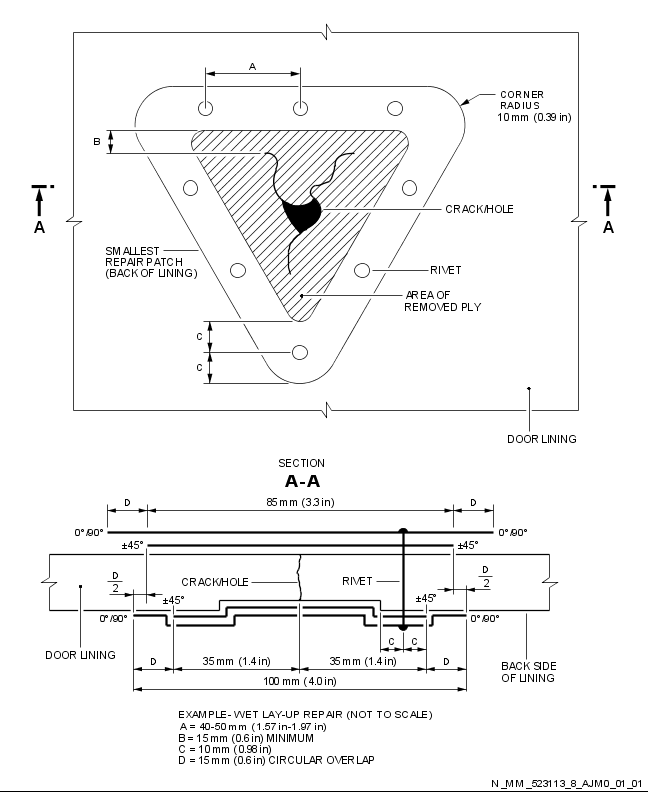 A
CORNER
RADIUS
10 mm (0.39 in)
B
A
A
CRACK/HOLE
SMALLEST
REPAIR PATCH
(BACK OF LINING)
RIVET
AREA OF
REMOVED PLY
C
C
DOOR LINING
SECTION
A-A
D
85 mm (3.3 in)
D
0°/90°
0°/90°
±45°
±45°
D
2
CRACK/HOLE
RIVET
D
2
±45°
±45°
0°/90°
0°/90°
DOOR LINING
C
C
D
35 mm (1.4 in)
35 mm (1.4 in)
D
BACK SIDE
OF LINING
100 mm (4.0 in)
EXAMPLE- WET LAY-UP REPAIR (NOT TO SCALE)
A = 40-50 mm (1.57 in-1.97 in)
B = 15 mm (0.6 in) MINIMUM
C = 10 mm (0.98 in)
D = 15 mm (0.6 in) CIRCULAR OVERLAP
N_MM_523113_8_AJM0_01_01